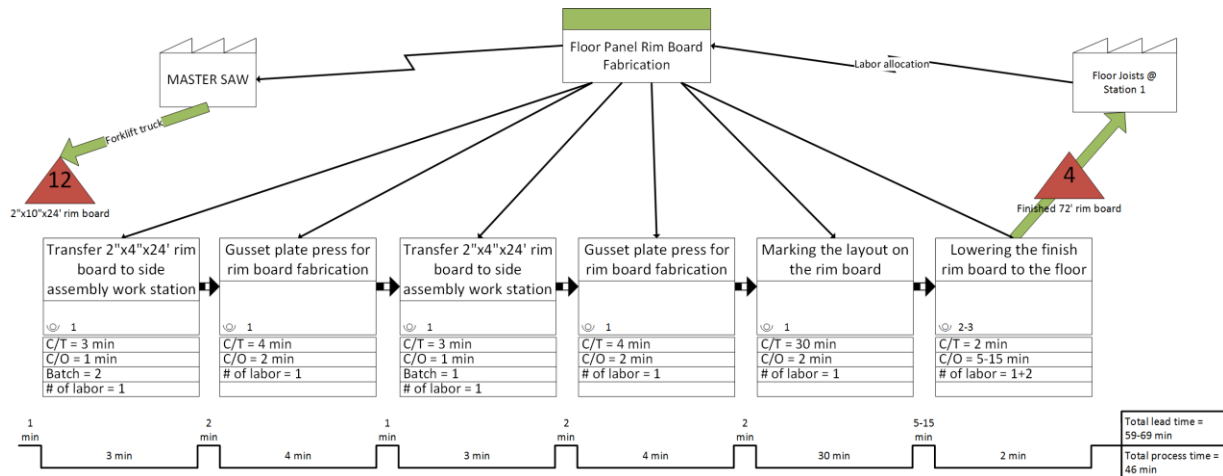 Floor Panel Rim Board
Fabrication
MASTER SAW
Labor allocation
Floor Joists @
Station 1
Forklift truck
12
2"x10"x24' rim board
4
Finished 72' rim board
Transfer 2"x4"x24' rim
board to side
assembly work station
1
C/T = 3 min
C/O = 1 min
Batch = 2
# of labor = 1
Gusset plate press for
rim board fabrication
1
C/T = 4 min
C/O = 2 min
# of labor = 1
Transfer 2"x4"x24' rim
board to side
assembly work station
1
C/T = 3 min
C/O = 1 min
Batch = 1
# of labor = 1
Gusset plate press for
rim board fabrication
1
C/T = 4 min
C/O = 2 min
# of labor = 1
Marking the layout on
the rim board
1
C/T = 30 min
C/O = 2 min
# of labor = 1
Lowering the finish
rim board to the floor
2-3
C/T = 2 min
C/O = 5-15 min
# of labor = 1+2
1
min
3 min
2
min
4 min
1
min
3 min
2
min
4 min
2
min
30 min
5-15
min
2 min
Total lead time =
59-69 min
Total process time =
46 min